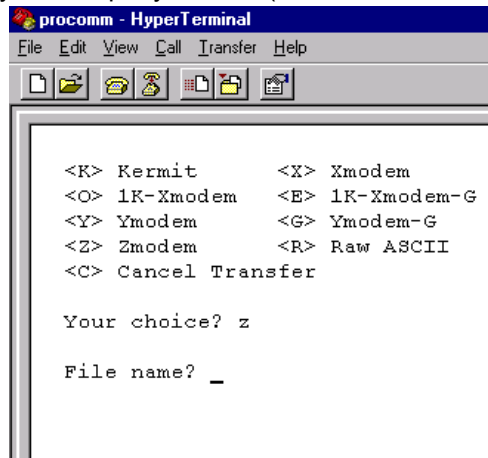 procomm - HyperTerminal
File Edit View Call Transfer Help
<K> Kermit <X> Xmodem
<O> 1K-Xmodem <E> 1K-Xmodem-G
<Y> Ymodem <G> Ymodem-G
<Z> Zmodem <R> Raw ASCII
<C> Cancel Transfer
Your choice? z
File name? _